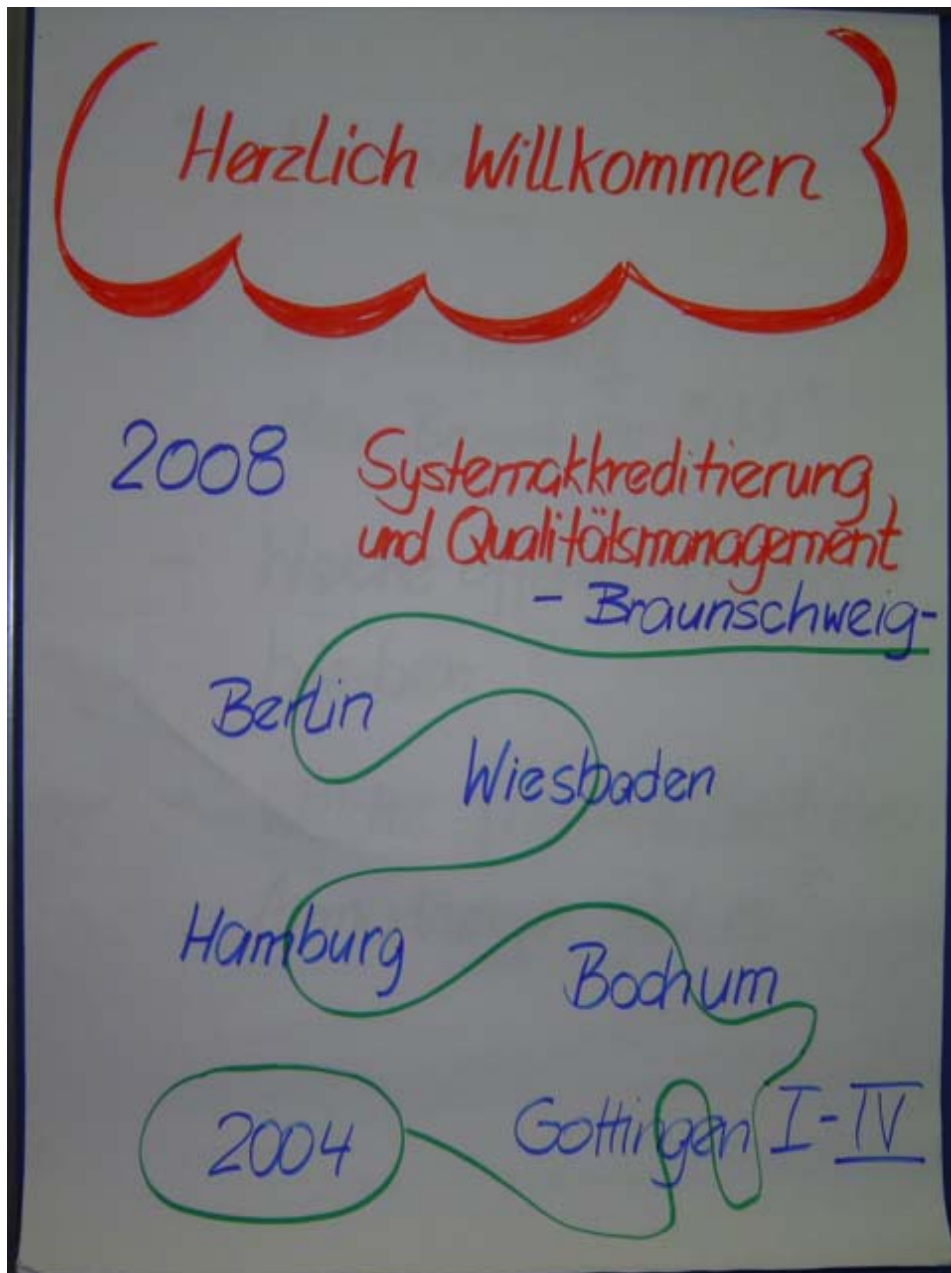 Herzlich Willkommen
2008 Systemakkreditierung
und Qualitätsmanagement
- Braunschweig-
Berlin
Wiesbaden
Hamburg
Bochum
Gottingen I-IV
2004